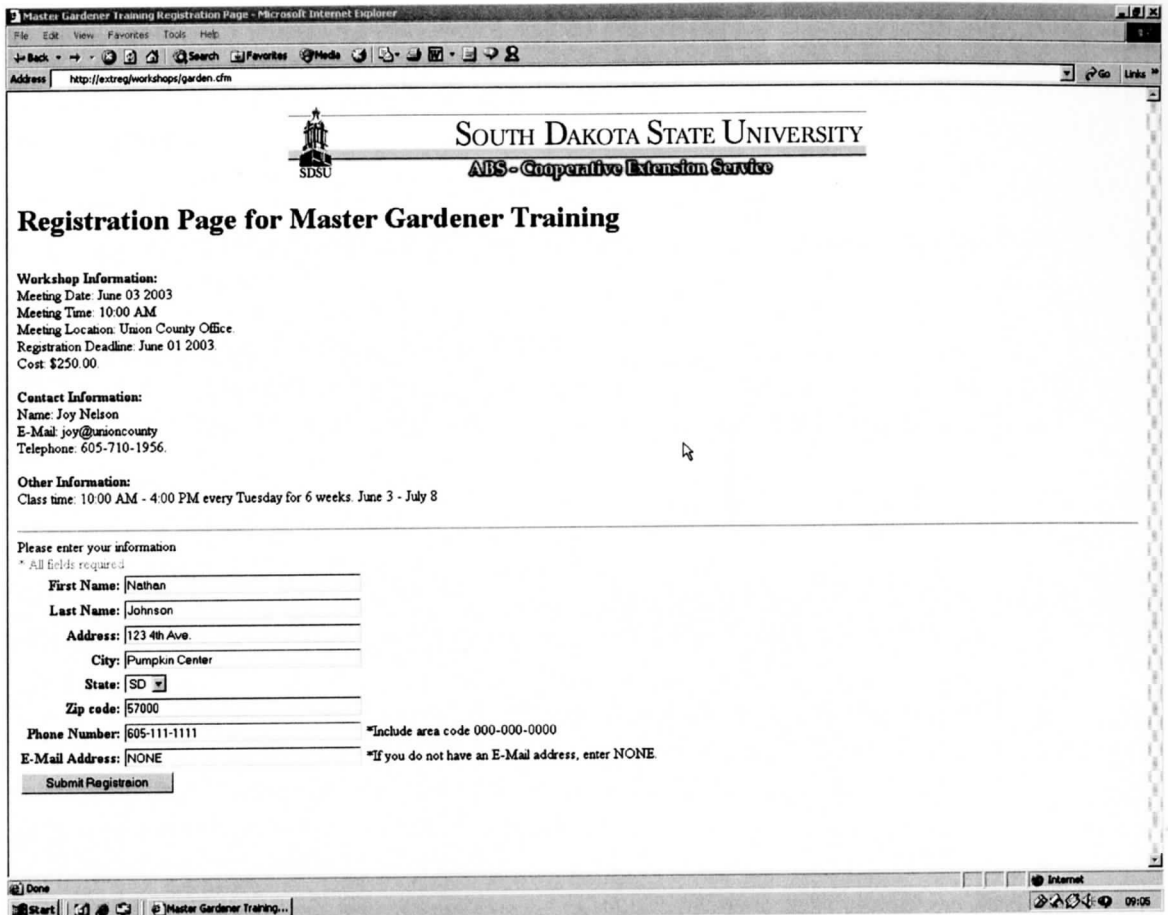 Master Gardener Training Registration Page - Microsoft Internet Explorer
File Edit View Favorites Tools Help
Back Search Favorites Media
Address http://extreg/workshops/garden.cfm Go Links »
SDSU
SOUTH DAKOTA STATE UNIVERSITY
ABS - Cooperative Extension Service
Registration Page for Master Gardener Training
Workshop Information:
Meeting Date: June 03 2003
Meeting Time: 10:00 AM
Meeting Location: Union County Office.
Registration Deadline: June 01 2003.
Cost: $250.00.
Contact Information:
Name: Joy Nelson
E-Mail: joy@unioncounty
Telephone: 605-710-1956.
Other Information:
Class time: 10:00 AM - 4:00 PM every Tuesday for 6 weeks. June 3 - July 8
Please enter your information
* All fields required
First Name: Nathan
Last Name: Johnson
Address: 123 4th Ave.
City: Pumpkin Center
State: SD
Zip code: 57000
Phone Number: 605-111-1111 *Include area code 000-000-0000
E-Mail Address: NONE *If you do not have an E-Mail address, enter NONE.
Submit Registraion
Done Internet
Start Master Gardener Training... 09:05